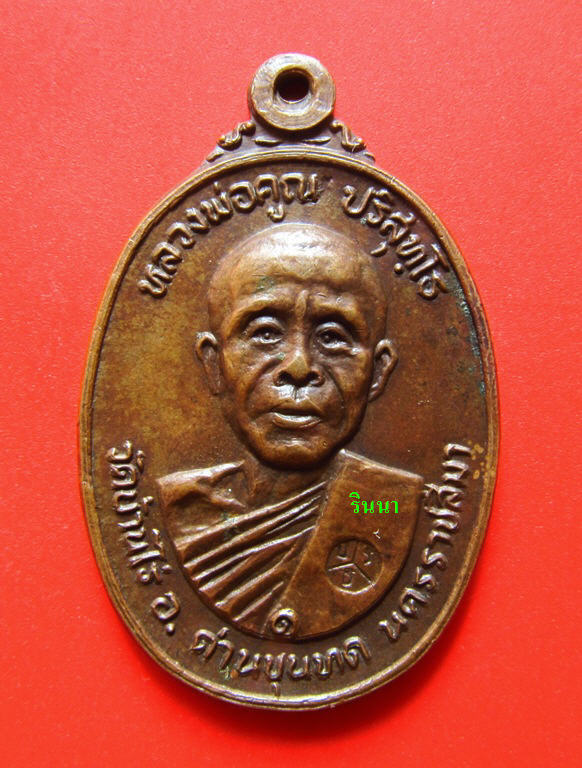 หลวงพ่อคูณ ปริสุทฺโธ
รินนา
๑
วัดบ้านไร่ อ. ด่านขุนทด นครราชสีมา